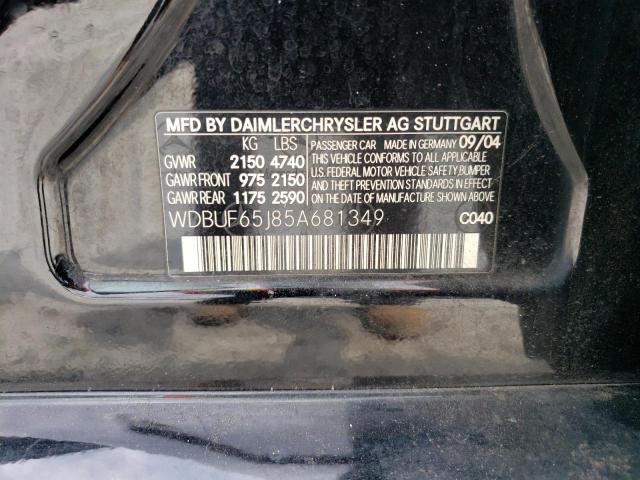 MFD BY DAIMLERCHRYSLER AG STUTTGART
KG LBS
GVWR 2150 4740
GAWR FRONT 975 2150
GAWR REAR 1175 2590
PASSENGER CAR MADE IN GERMANY 09/04
THIS VEHICLE CONFORMS TO ALL APPLICABLE
U.S. FEDERAL MOTOR VEHICLE SAFETY, BUMPER
AND THEFT PREVENTION STANDARDS IN EFFECT
ON THE DATE OF MANUFACTURE SHOWN ABOVE.
WDBUF65J85A681349 C040